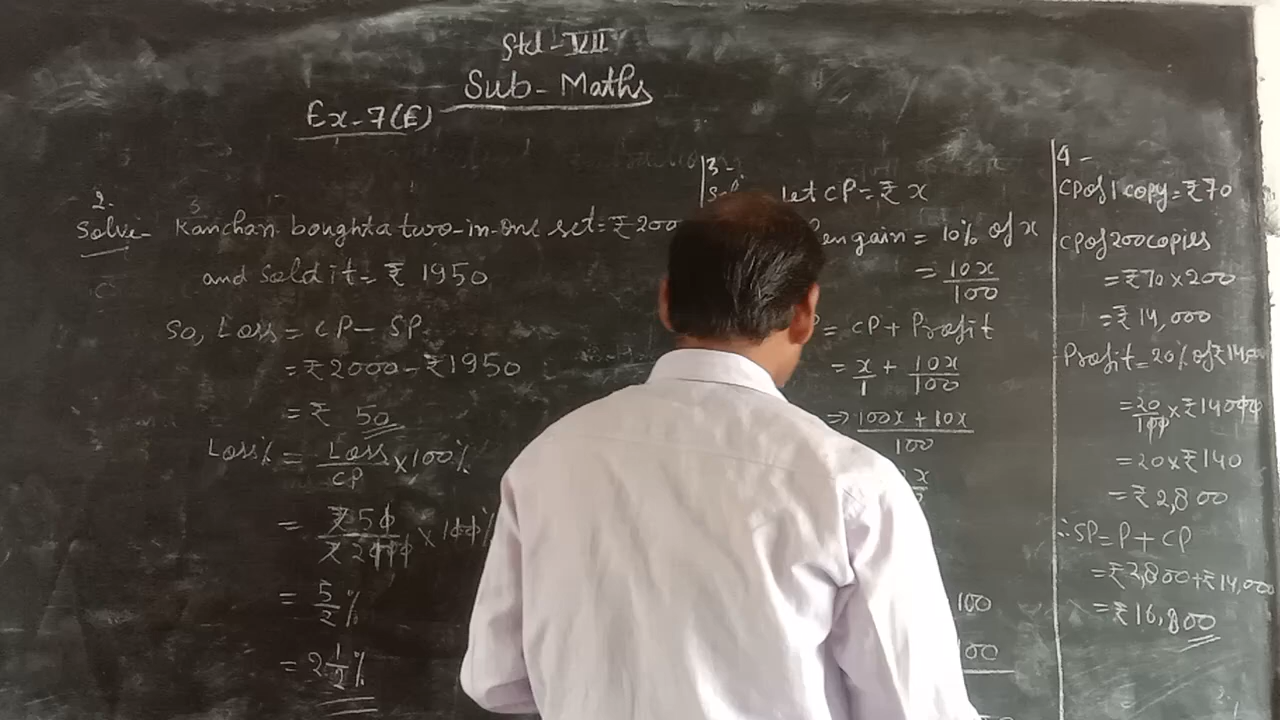 Std - VII
Sub - Maths
Ex-7(E)
2.
Solve- Kanchan bought a two-in-one set = ₹ 200
and Sold it = ₹ 1950
So, Loss = CP - SP
= ₹2000 - ₹1950
= ₹ 50
Loss% = Loss/CP × 100%
= ₹50/₹2000 × 100%
= 5/2 %
= 2 1/2 %
3-
let CP = ₹ x
gain = 10% of x
= 10x/100
= CP + Profit
= x/1 + 10x/100
⇒ 100x + 10x/100
x
100
00
4-
CP of 1 copy = ₹70
CP of 200 copies
= ₹70 × 200
= ₹14,000
Profit = 20% of ₹14,00
= 20/100 × ₹14000
= 20 × ₹140
= ₹2,800
∴ SP = P + CP
= ₹2,800 + ₹14,000
= ₹16,800